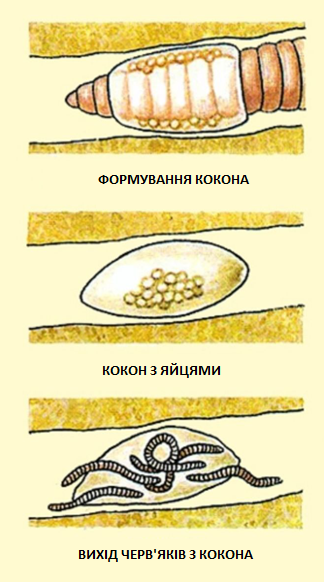 ФОРМУВАННЯ КОКОНА
КОКОН З ЯЙЦЯМИ
ВИХІД ЧЕРВ'ЯКІВ З КОКОНА